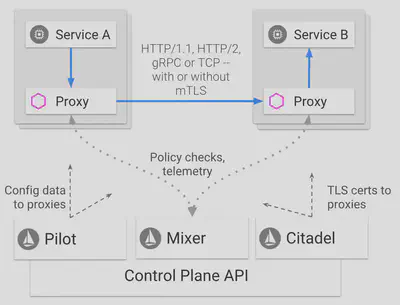 Service A
Service B
HTTP/1.1, HTTP/2,
gRPC or TCP --
with or without
mTLS
Proxy
Proxy
Policy checks,
telemetry
Config data
to proxies
TLS certs to
proxies
Pilot
Mixer
Citadel
Control Plane API